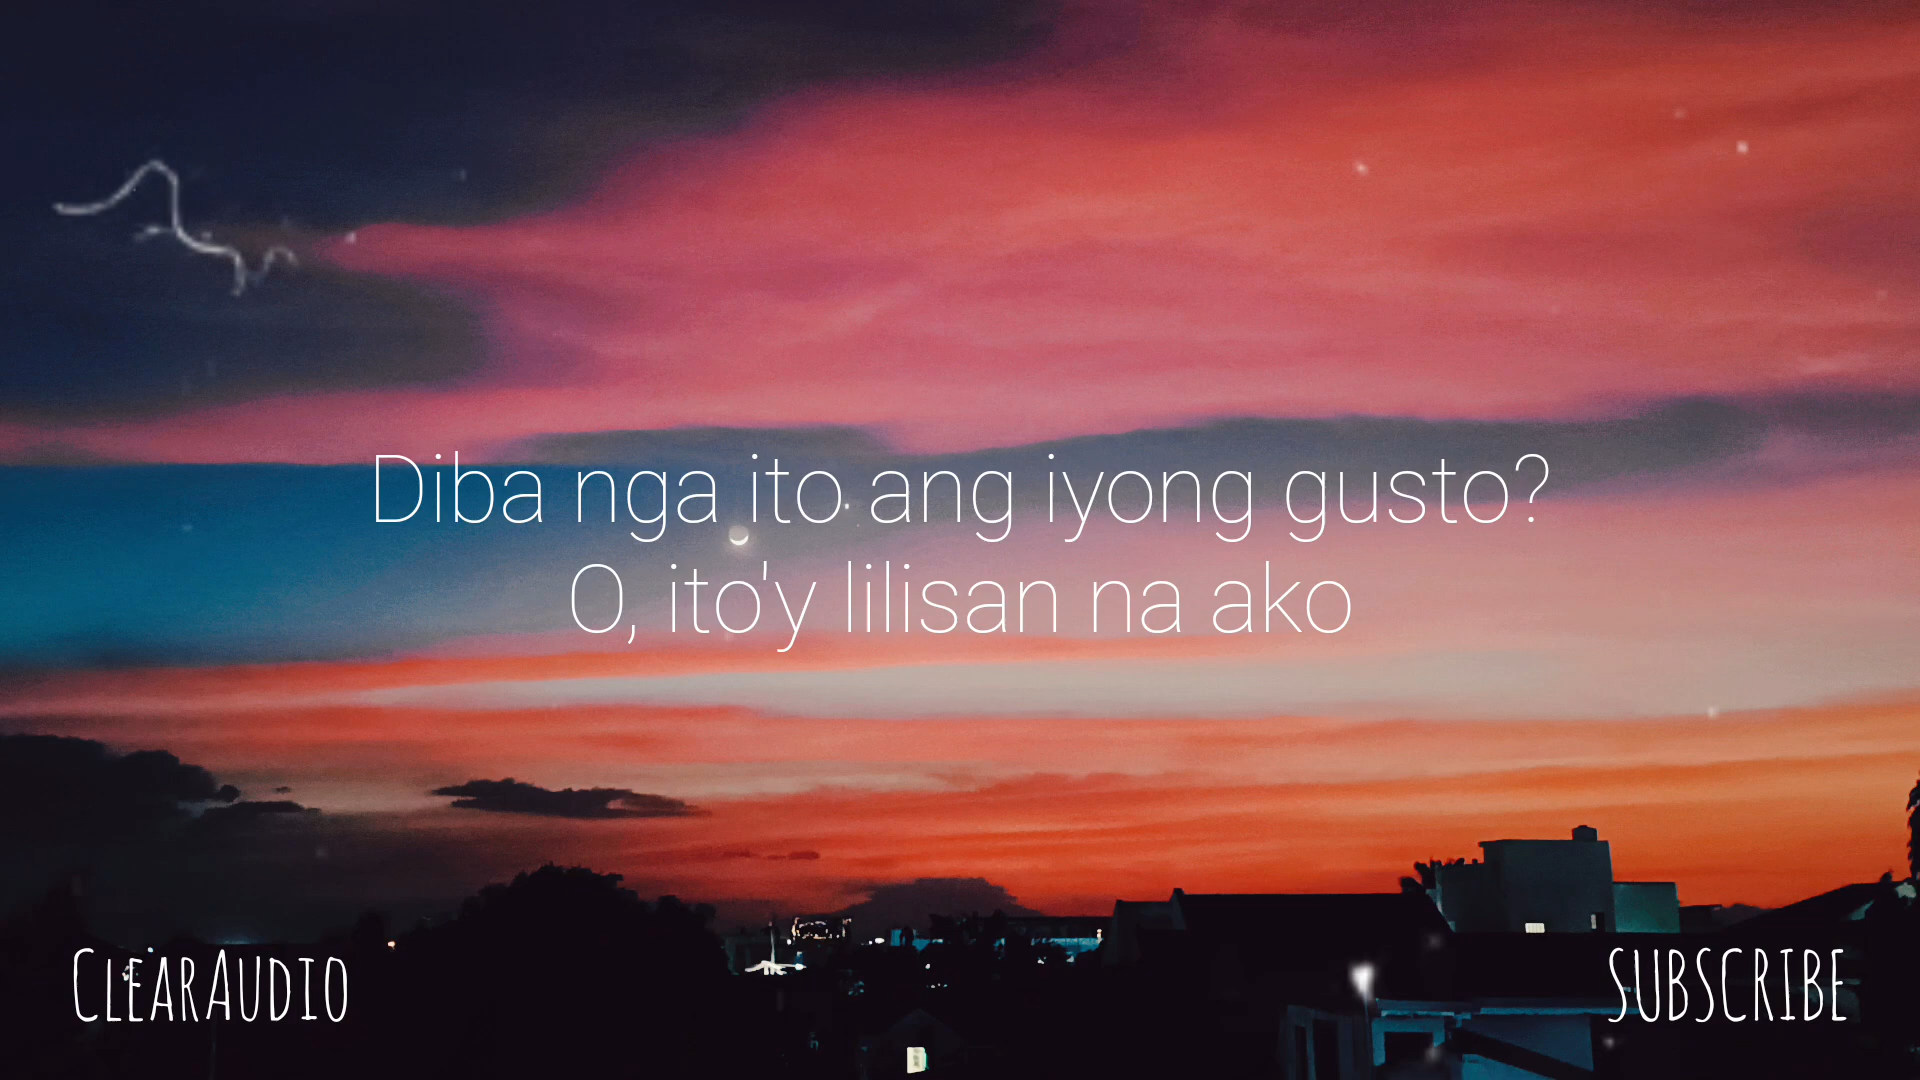 Diba nga ito ang iyong gusto?
O, ito'y lilisan na ako
ClearAudio
SUBSCRIBE